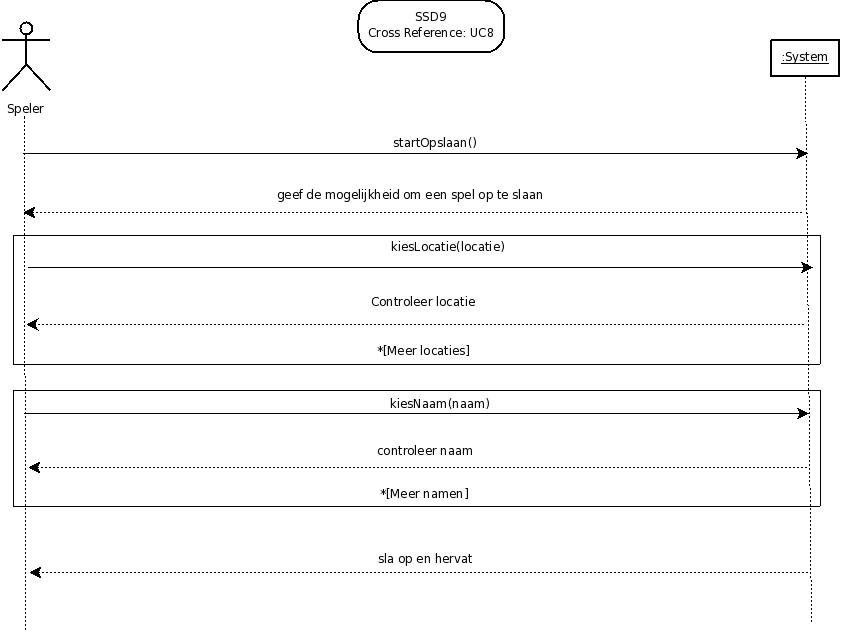 SSD9
Cross Reference: UC8
:System
Speler
startOpslaan()
geef de mogelijkheid om een spel op te slaan
kiesLocatie(locatie)
Controleer locatie
*[Meer locaties]
kiesNaam(naam)
controleer naam
*[Meer namen]
sla op en hervat